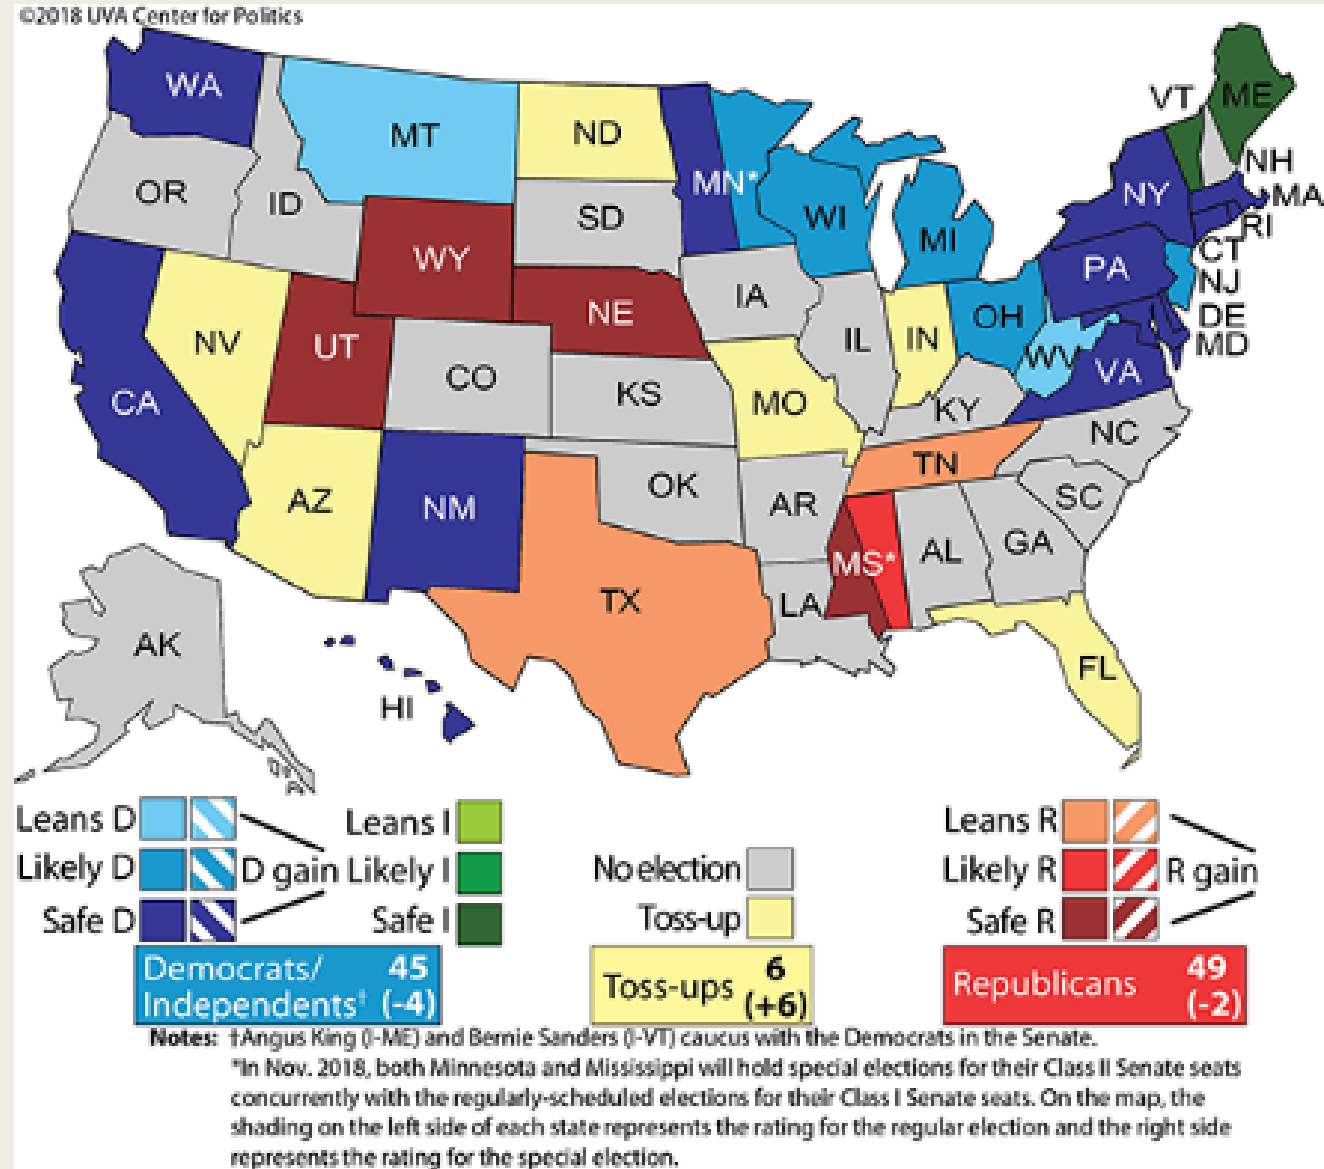 ©2018 UVA Center for Politics
WA
MT
ND
MN*
VT
ME
OR
ID
SD
WI
MI
NY
NH
MA
RI
CT
NJ
DE
MD
WY
IA
PA
NV
UT
NE
IL
IN
OH
WV
VA
CA
CO
KS
MO
KY
NC
AZ
NM
OK
AR
TN
SC
TX
LA
MS*
AL
GA
AK
HI
FL
Leans D
Leans I
Leans R
Likely D
D gain
Likely I
No election
Likely R
R gain
Safe D
Safe I
Toss-up
Safe R
Democrats/ 45
Independents† (-4)
Toss-ups 6
(+6)
Republicans 49
(-2)
Notes: †Angus King (I-ME) and Bernie Sanders (I-VT) caucus with the Democrats in the Senate.
*In Nov. 2018, both Minnesota and Mississippi will hold special elections for their Class II Senate seats
concurrently with the regularly-scheduled elections for their Class I Senate seats. On the map, the
shading on the left side of each state represents the rating for the regular election and the right side
represents the rating for the special election.